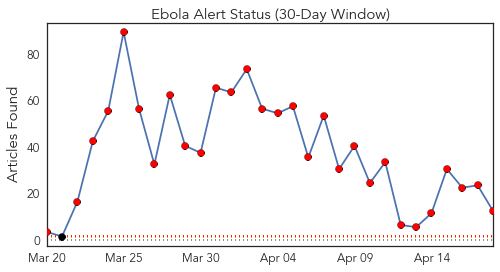 Ebola Alert Status (30-Day Window)
Articles Found
80
60
40
20
0
Mar 20 Mar 25 Mar 30 Apr 04 Apr 09 Apr 14